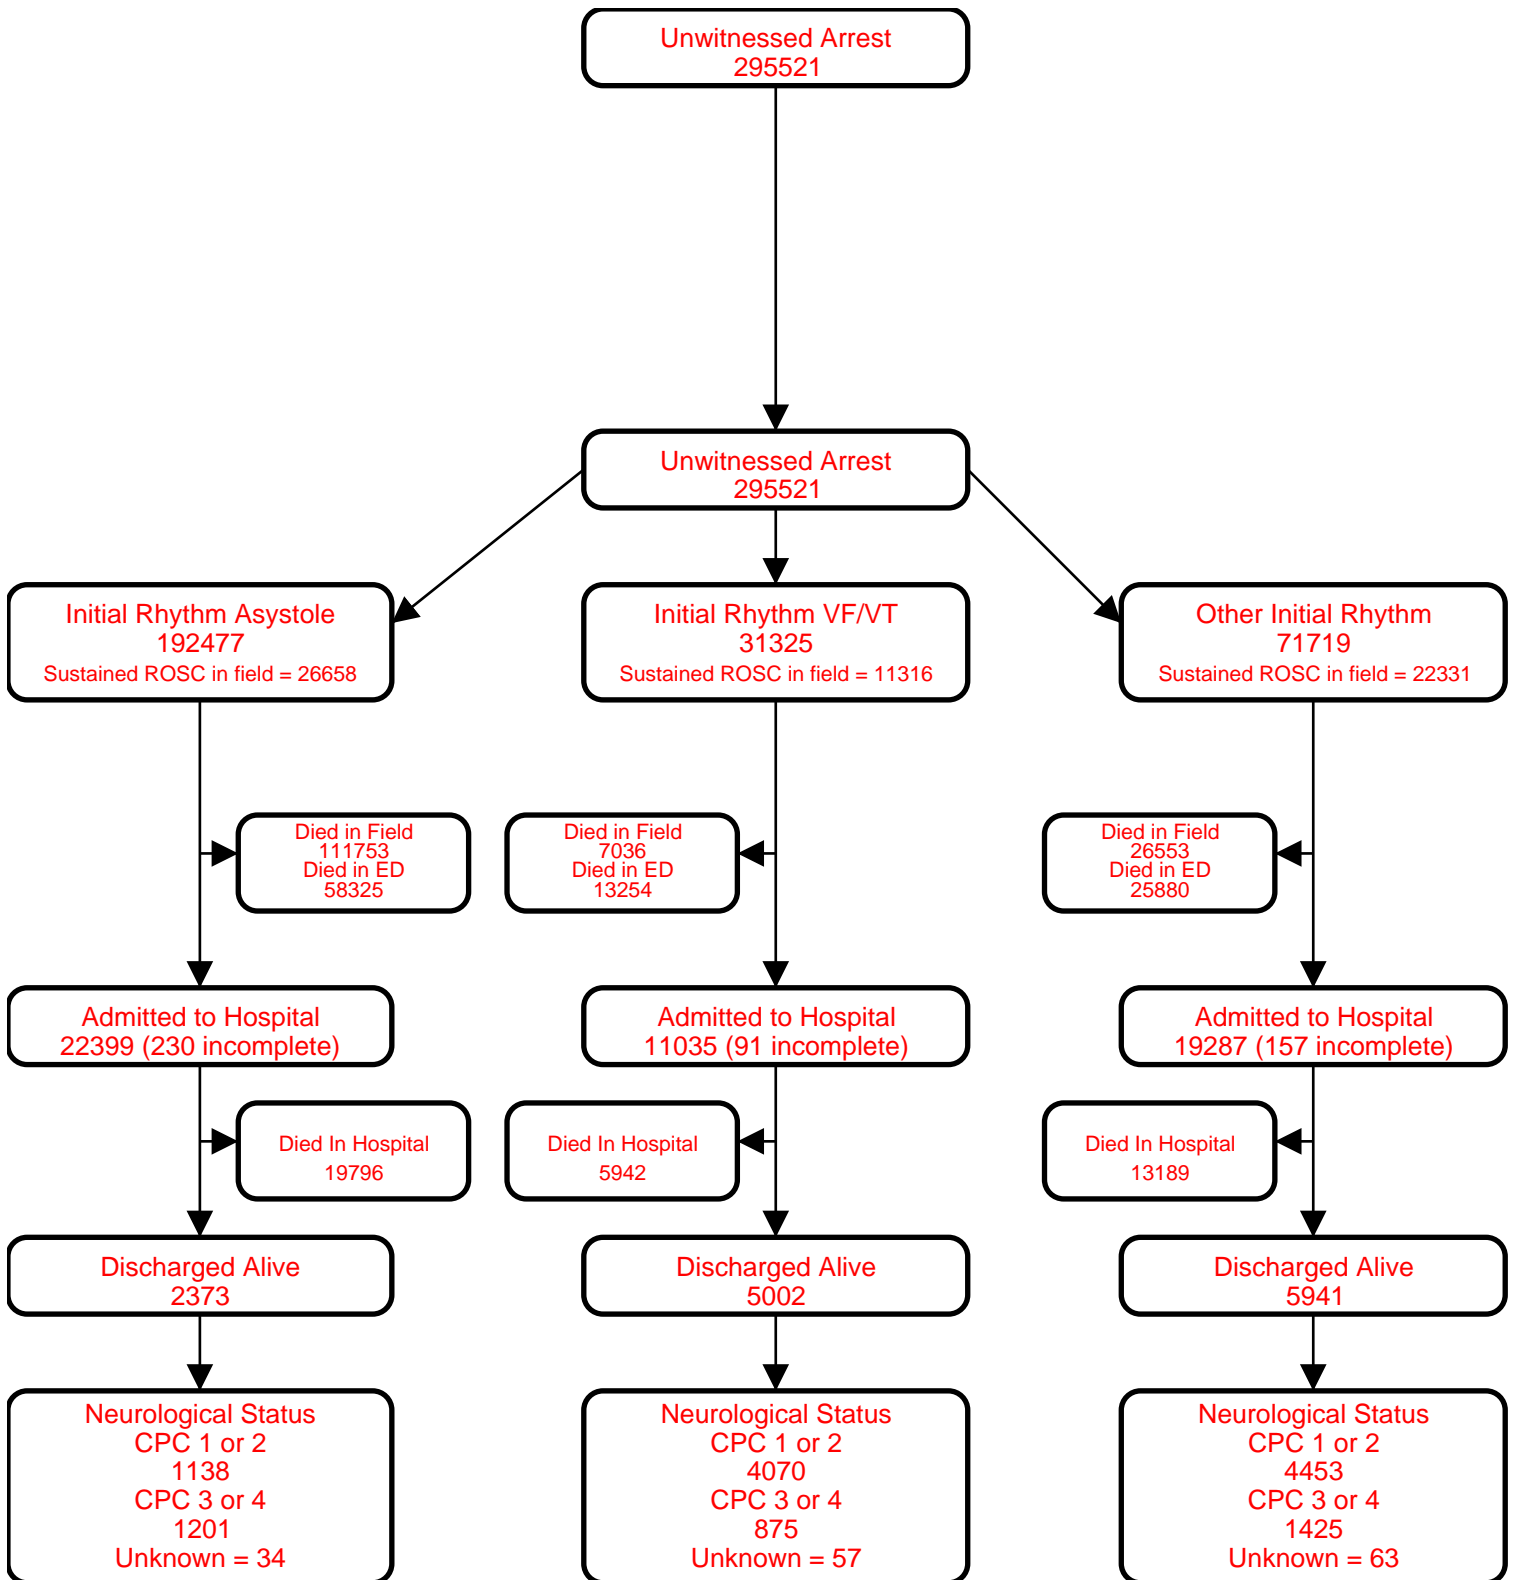 Unwitnessed Arrest
295521
Unwitnessed Arrest
295521
Initial Rhythm Asystole
192477
Sustained ROSC in field = 26658
Initial Rhythm VF/VT
31325
Sustained ROSC in field = 11316
Other Initial Rhythm
71719
Sustained ROSC in field = 22331
Died in Field
111753
Died in ED
58325
Died in Field
7036
Died in ED
13254
Died in Field
26553
Died in ED
25880
Admitted to Hospital
22399 (230 incomplete)
Admitted to Hospital
11035 (91 incomplete)
Admitted to Hospital
19287 (157 incomplete)
Died In Hospital
19796
Died In Hospital
5942
Died In Hospital
13189
Discharged Alive
2373
Discharged Alive
5002
Discharged Alive
5941
Neurological Status
CPC 1 or 2
1138
CPC 3 or 4
1201
Unknown = 34
Neurological Status
CPC 1 or 2
4070
CPC 3 or 4
875
Unknown = 57
Neurological Status
CPC 1 or 2
4453
CPC 3 or 4
1425
Unknown = 63